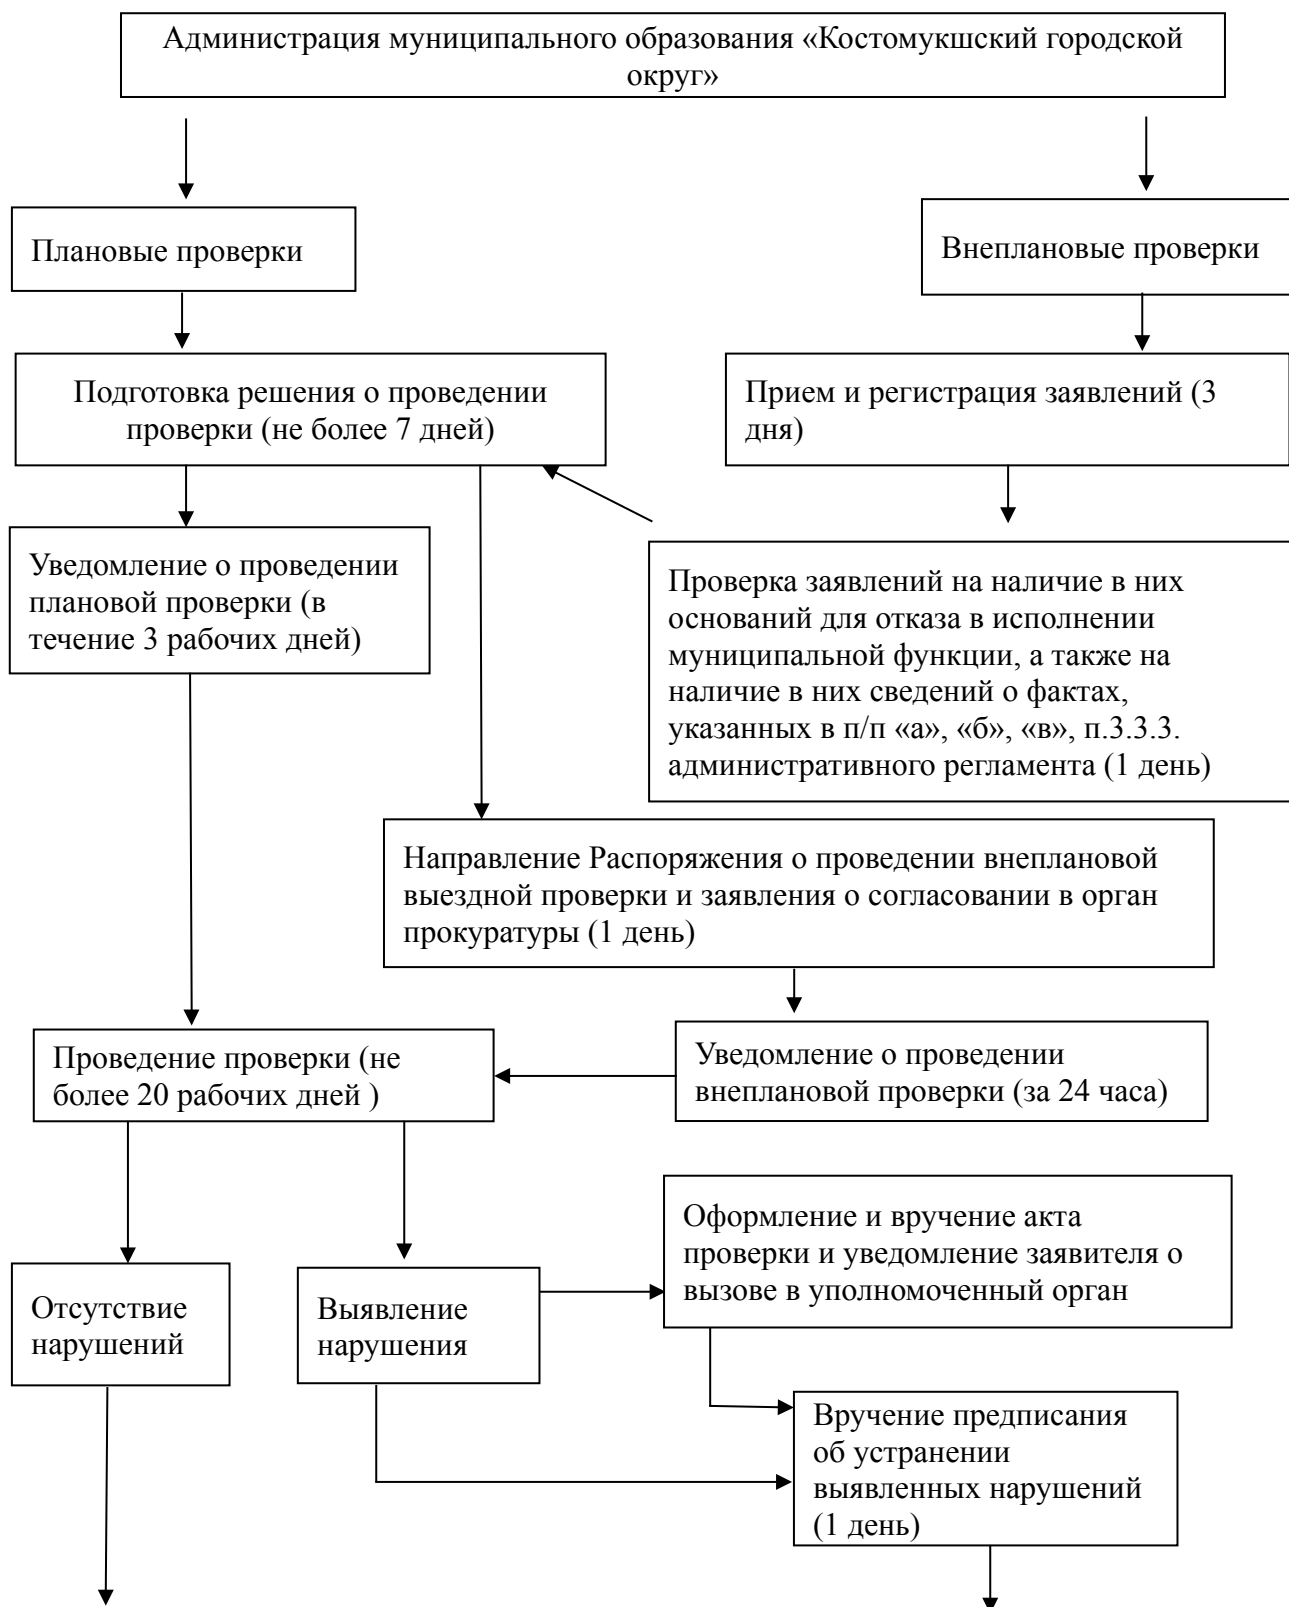 Администрация муниципального образования «Костомукшский городской
округ»
Плановые проверки
Внеплановые проверки
Подготовка решения о проведении
проверки (не более 7 дней)
Прием и регистрация заявлений (3
дня)
Уведомление о проведении
плановой проверки (в
течение 3 рабочих дней)
Проверка заявлений на наличие в них
оснований для отказа в исполнении
муниципальной функции, а также на
наличие в них сведений о фактах,
указанных в п/п «а», «б», «в», п.3.3.3.
административного регламента (1 день)
Направление Распоряжения о проведении внеплановой
выездной проверки и заявления о согласовании в орган
прокуратуры (1 день)
Проведение проверки (не
более 20 рабочих дней )
Уведомление о проведении
внеплановой проверки (за 24 часа)
Оформление и вручение акта
проверки и уведомление заявителя о
вызове в уполномоченный орган
Отсутствие
нарушений
Выявление
нарушения
Вручение предписания
об устранении
выявленных нарушений
(1 день)